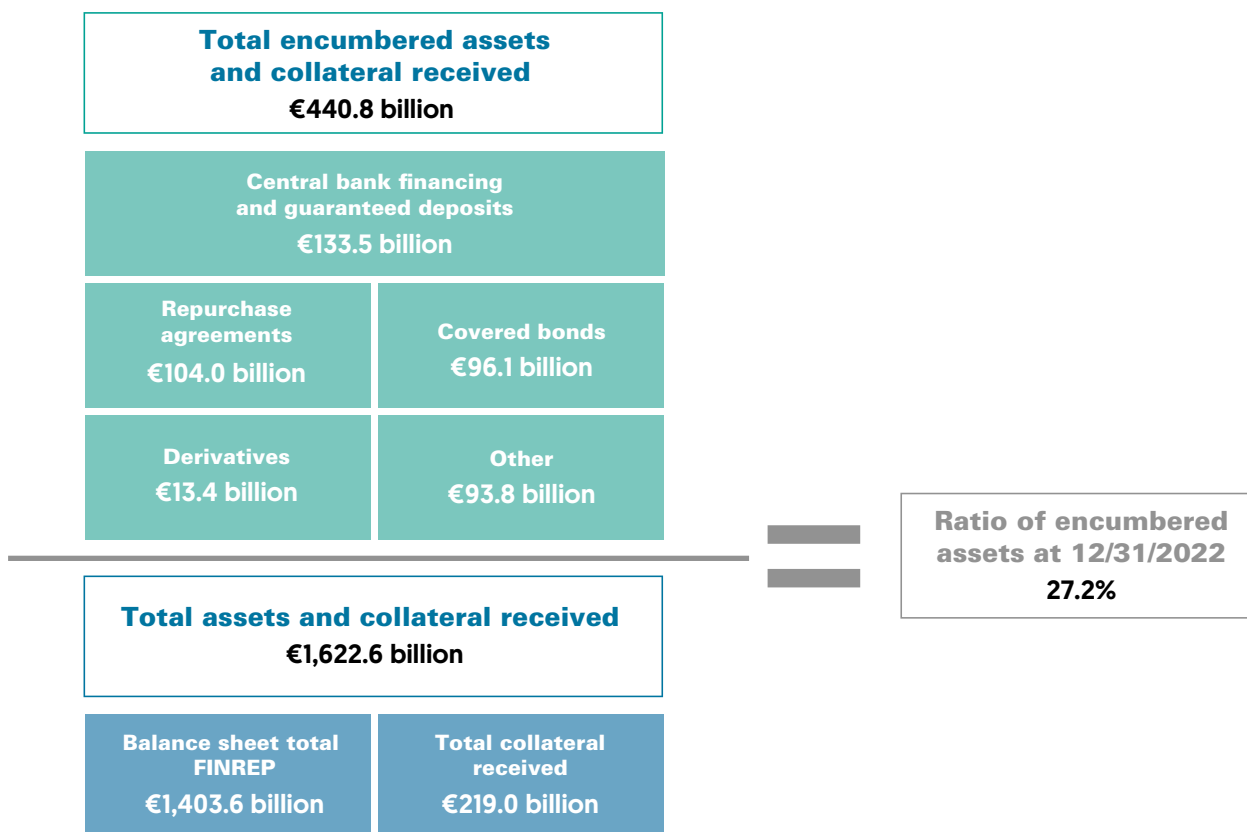 Total encumbered assets
and collateral received
€440.8 billion
Central bank financing
and guaranteed deposits
€133.5 billion
Repurchase
agreements
€104.0 billion
Covered bonds
€96.1 billion
Derivatives
€13.4 billion
Other
€93.8 billion
Ratio of encumbered
assets at 12/31/2022
27.2%
Total assets and collateral received
€1,622.6 billion
Balance sheet total
FINREP
€1,403.6 billion
Total collateral
received
€219.0 billion